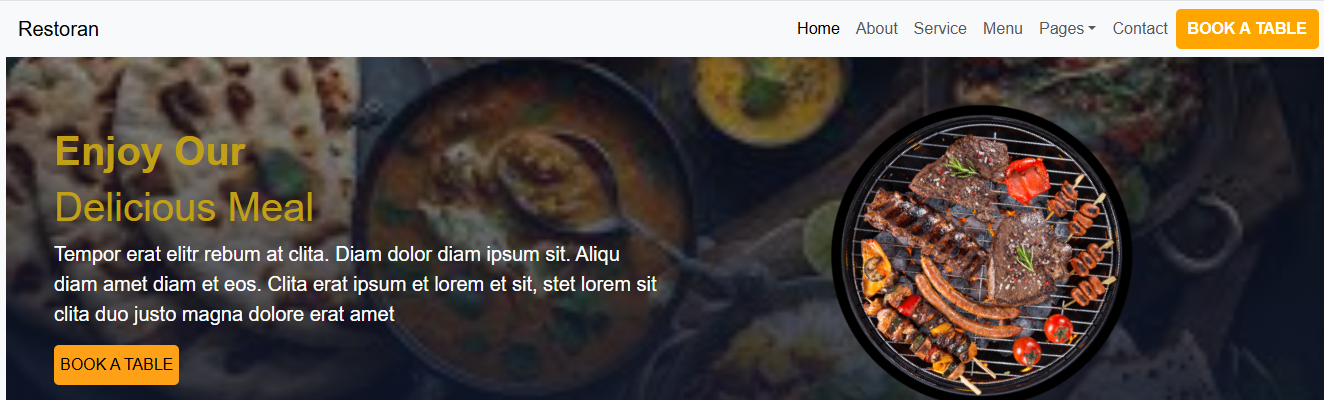 Restoran
Home About Service Menu Pages Contact BOOK A TABLE
Enjoy Our
Delicious Meal
Tempor erat elitr rebum at clita. Diam dolor diam ipsum sit. Aliqu
diam amet diam et eos. Clita erat ipsum et lorem et sit, stet lorem sit
clita duo justo magna dolore erat amet
BOOK A TABLE